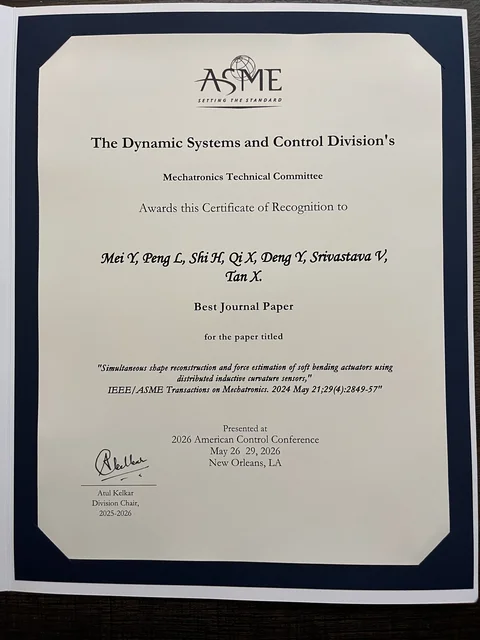 ASME
SETTING THE STANDARD
The Dynamic Systems and Control Division's
Mechatronics Technical Committee
Awards this Certificate of Recognition to
Mei Y, Peng L, Shi H, Qi X, Deng Y, Srivastava V,
Tan X.
Best Journal Paper
for the paper titled
"Simultaneous shape reconstruction and force estimation of soft bending actuators using
distributed inductive curvature sensors,"
IEEE/ASME Transactions on Mechatronics. 2024 May 21;29(4):2849-57"
Presented at
2026 American Control Conference
May 26 29, 2026
New Orleans, LA
Atul Kelkar
Division Chair,
2025-2026